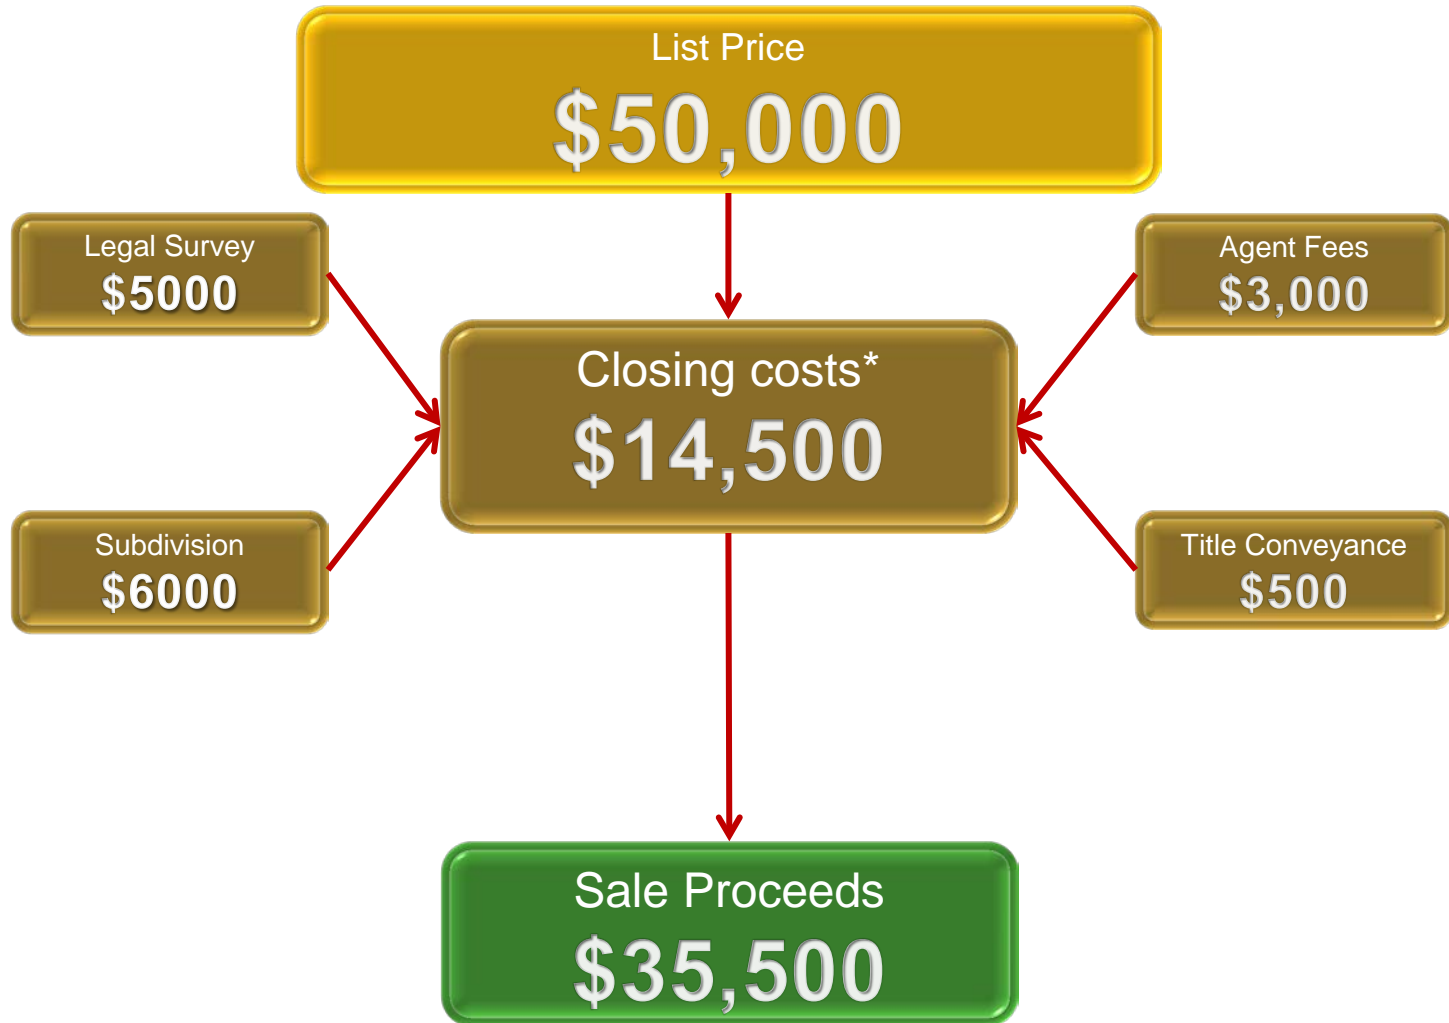 List Price
$50,000
Legal Survey
$5000
Agent Fees
$3,000
Closing costs*
$14,500
Subdivision
$6000
Title Conveyance
$500
Sale Proceeds
$35,500